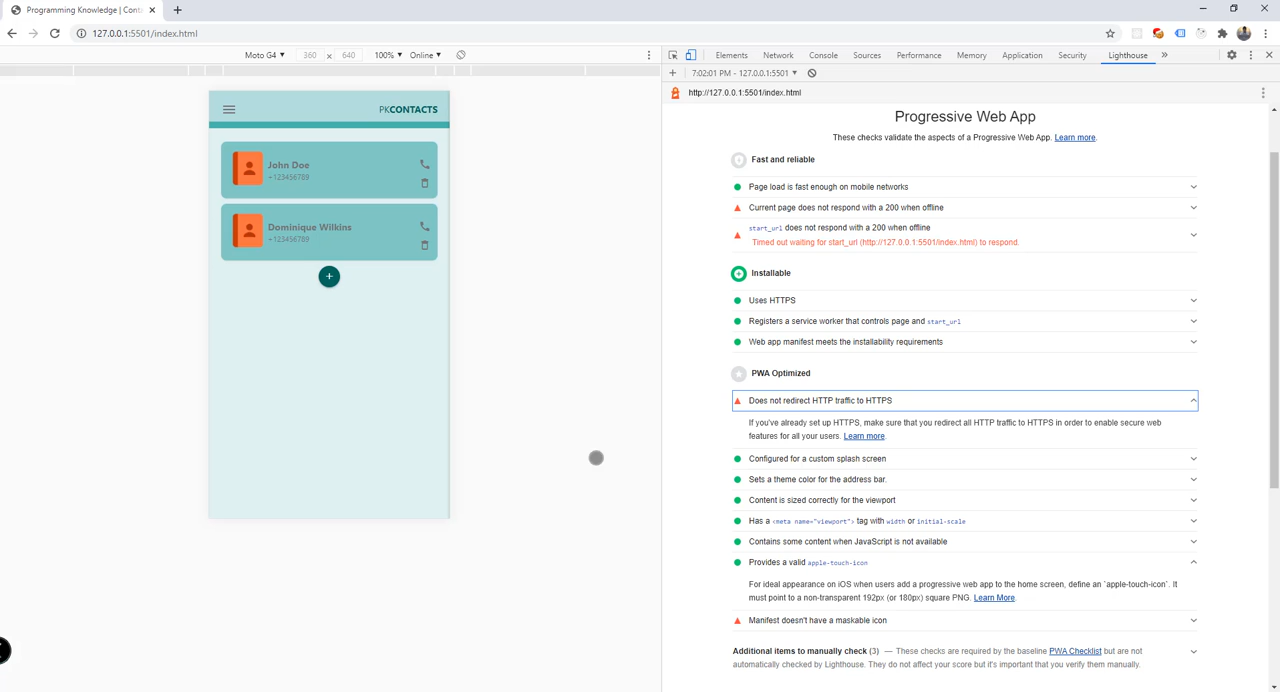 Programming Knowledge | Conta
127.0.0.1:5501/index.html
Moto G4 360 x 640 100% Online
Elements Network Console Sources Performance Memory Application Security Lighthouse
7:02:01 PM - 127.0.0.1:5501
http://127.0.0.1:5501/index.html
PKCONTACTS
John Doe
+123456789
Dominique Wilkins
+123456789
+
Progressive Web App
These checks validate the aspects of a Progressive Web App. Learn more.
Fast and reliable
Page load is fast enough on mobile networks
Current page does not respond with a 200 when offline
start_url does not respond with a 200 when offline
Timed out waiting for start_url (http://127.0.0.1:5501/index.html) to respond.
Installable
Uses HTTPS
Registers a service worker that controls page and start_url
Web app manifest meets the installability requirements
PWA Optimized
Does not redirect HTTP traffic to HTTPS
If you've already set up HTTPS, make sure that you redirect all HTTP traffic to HTTPS in order to enable secure web
features for all your users. Learn more.
Configured for a custom splash screen
Sets a theme color for the address bar.
Content is sized correctly for the viewport
Has a <meta name="viewport"> tag with width or initial-scale
Contains some content when JavaScript is not available
Provides a valid apple-touch-icon
For ideal appearance on iOS when users add a progressive web app to the home screen, define an `apple-touch-icon`. It
must point to a non-transparent 192px (or 180px) square PNG. Learn More.
Manifest doesn't have a maskable icon
Additional items to manually check (3) — These checks are required by the baseline PWA Checklist but are not
automatically checked by Lighthouse. They do not affect your score but it's important that you verify them manually.